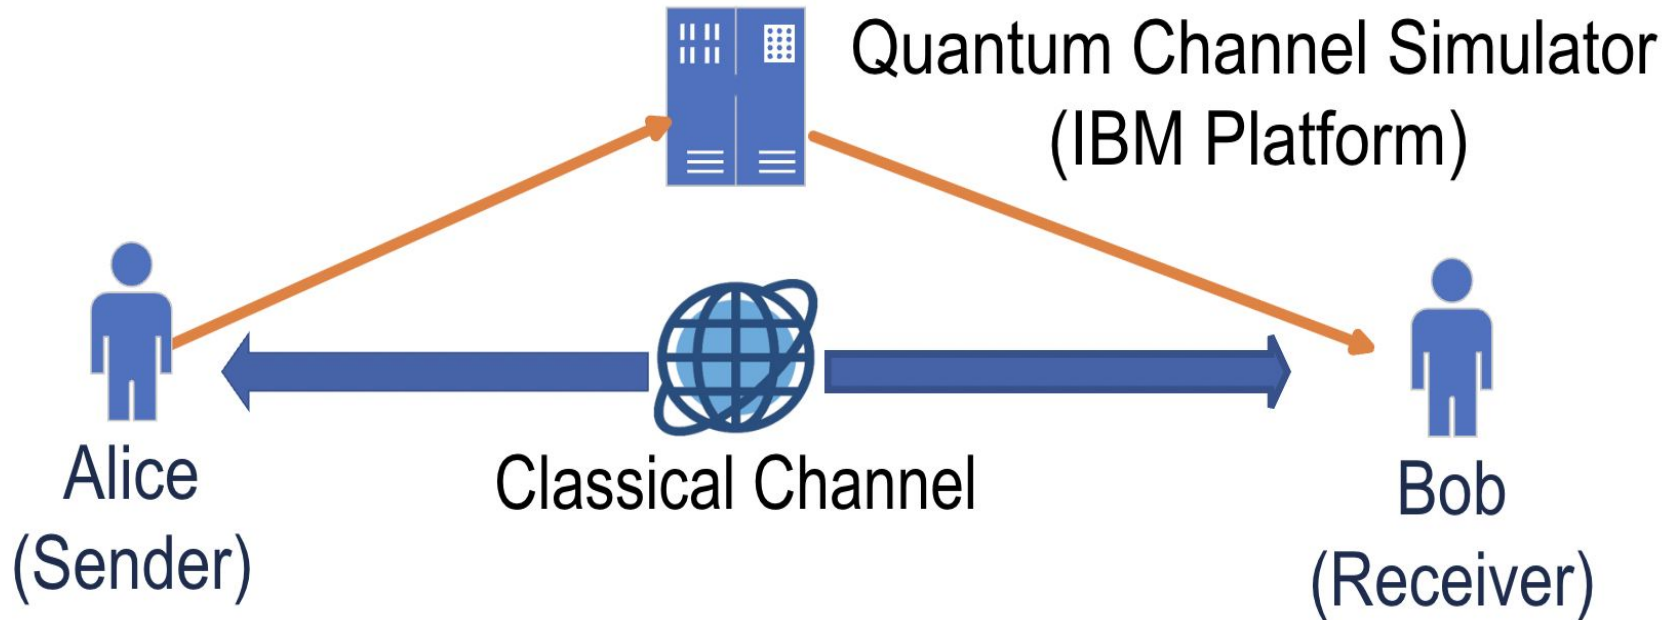 Quantum Channel Simulator
(IBM Platform)
Classical Channel
Alice
(Sender)
Bob
(Receiver)